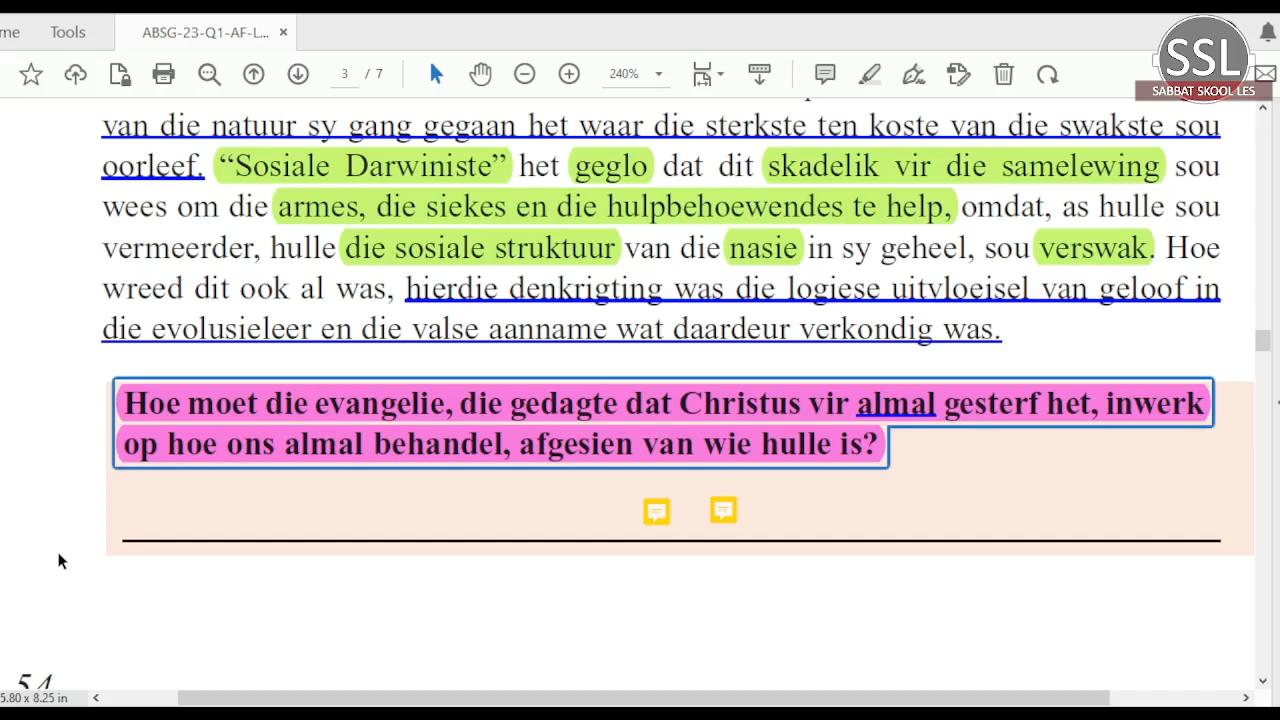 me
Tools
ABSG-23-Q1-AF-L... ×
3 / 7
240%
SSL
SABBAT SKOOL LES
van die natuur sy gang gegaan het waar die sterkste ten koste van die swakste sou
oorleef. “Sosiale Darwiniste” het geglo dat dit skadelik vir die samelewing sou
wees om die armes, die siekes en die hulpbehoewendes te help, omdat, as hulle sou
vermeerder, hulle die sosiale struktuur van die nasie in sy geheel, sou verswak. Hoe
wreed dit ook al was, hierdie denkrigting was die logiese uitvloeisel van geloof in
die evolusieleer en die valse aanname wat daardeur verkondig was.
Hoe moet die evangelie, die gedagte dat Christus vir almal gesterf het, inwerk
op hoe ons almal behandel, afgesien van wie hulle is?
54
5.80 x 8.25 in